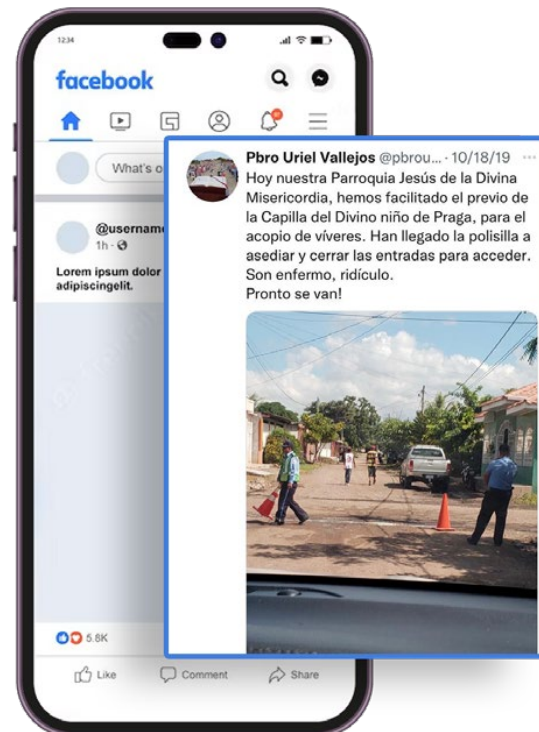 12:34
facebook
What's o
@username
1h ·
Lorem ipsum dolor
adipiscingelit.
5.8K
Like Comment Share
Pbro Uriel Vallejos @pbrou... · 10/18/19 ...
Hoy nuestra Parroquia Jesús de la Divina
Misericordia, hemos facilitado el previo de
la Capilla del Divino niño de Praga, para el
acopio de víveres. Han llegado la polisilla a
asediar y cerrar las entradas para acceder.
Son enfermo, ridículo.
Pronto se van!